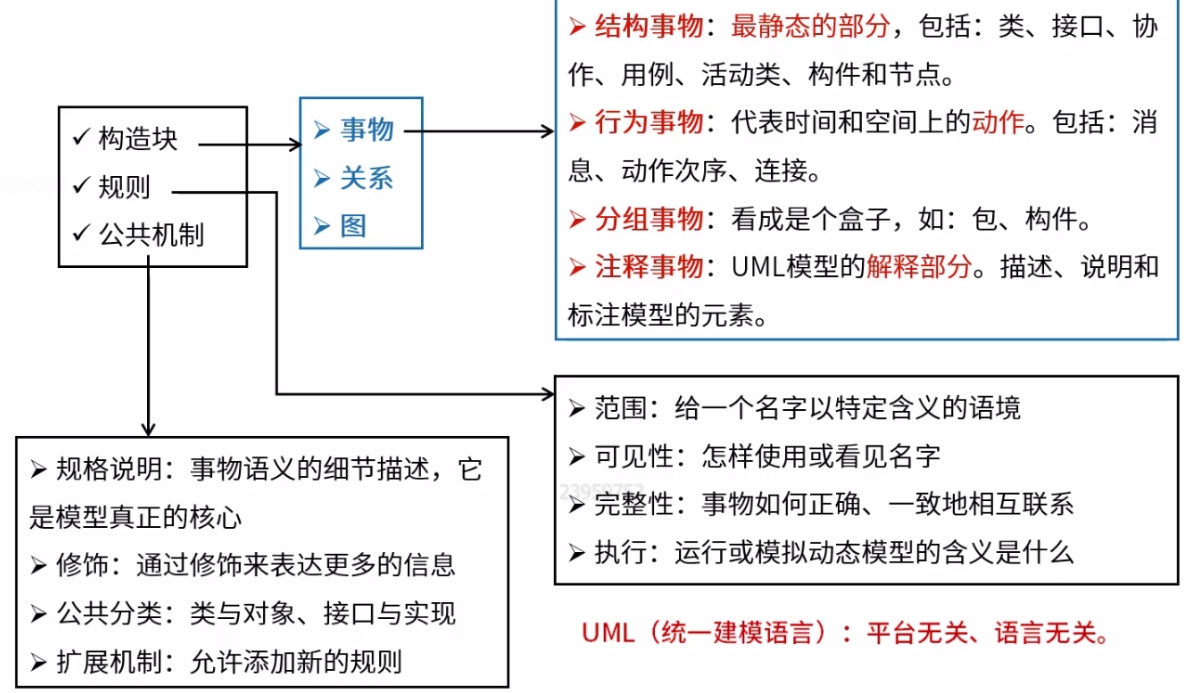 ✓ 构造块
✓ 规则
✓ 公共机制
➢ 事物
➢ 关系
➢ 图
➢ 结构事物：最静态的部分，包括：类、接口、协
作、用例、活动类、构件和节点。
➢ 行为事物：代表时间和空间上的动作。包括：消
息、动作次序、连接。
➢ 分组事物：看成是个盒子，如：包、构件。
➢ 注释事物：UML模型的解释部分。描述、说明和
标注模型的元素。
➢ 范围：给一个名字以特定含义的语境
➢ 可见性：怎样使用或看见名字
➢ 完整性：事物如何正确、一致地相互联系
➢ 执行：运行或模拟动态模型的含义是什么
➢ 规格说明：事物语义的细节描述，它
是模型真正的核心
➢ 修饰：通过修饰来表达更多的信息
➢ 公共分类：类与对象、接口与实现
➢ 扩展机制：允许添加新的规则
UML（统一建模语言）：平台无关、语言无关。